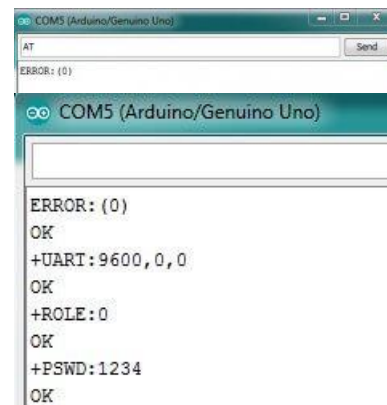 COM5 (Arduino/Genuino Uno)
AT
Send
ERROR:(0)
COM5 (Arduino/Genuino Uno)
ERROR:(0)
OK
+UART:9600,0,0
OK
+ROLE:0
OK
+PSWD:1234
OK